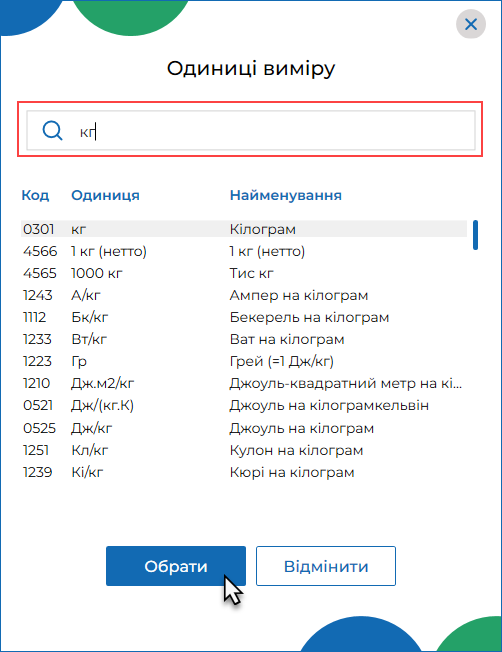 Одиниці виміру
кг
Код Одиниця Найменування
0301 кг Кілограм
4566 1 кг (нетто) 1 кг (нетто)
4565 1000 кг Тис кг
1243 А/кг Ампер на кілограм
1112 Бк/кг Бекерель на кілограм
1233 Вт/кг Ват на кілограм
1223 Гр Грей (=1 Дж/кг)
1210 Дж.м2/кг Джоуль-квадратний метр на кі...
0521 Дж/(кг.К) Джоуль на кілограмкельвін
0525 Дж/кг Джоуль на кілограм
1251 Кл/кг Кулон на кілограм
1239 Кі/кг Кюрі на кілограм
Обрати Відмінити